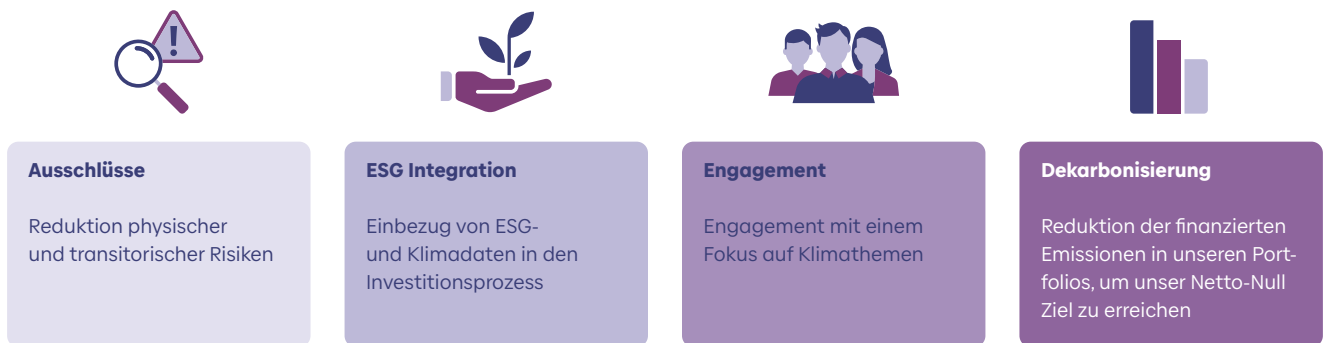 Ausschlüsse
Reduktion physischer
und transitorischer Risiken
ESG Integration
Einbezug von ESG-
und Klimadaten in den
Investitionsprozess
Engagement
Engagement mit einem
Fokus auf Klimathemen
Dekarbonisierung
Reduktion der finanzierten
Emissionen in unseren Port-
folios, um unser Netto-Null
Ziel zu erreichen